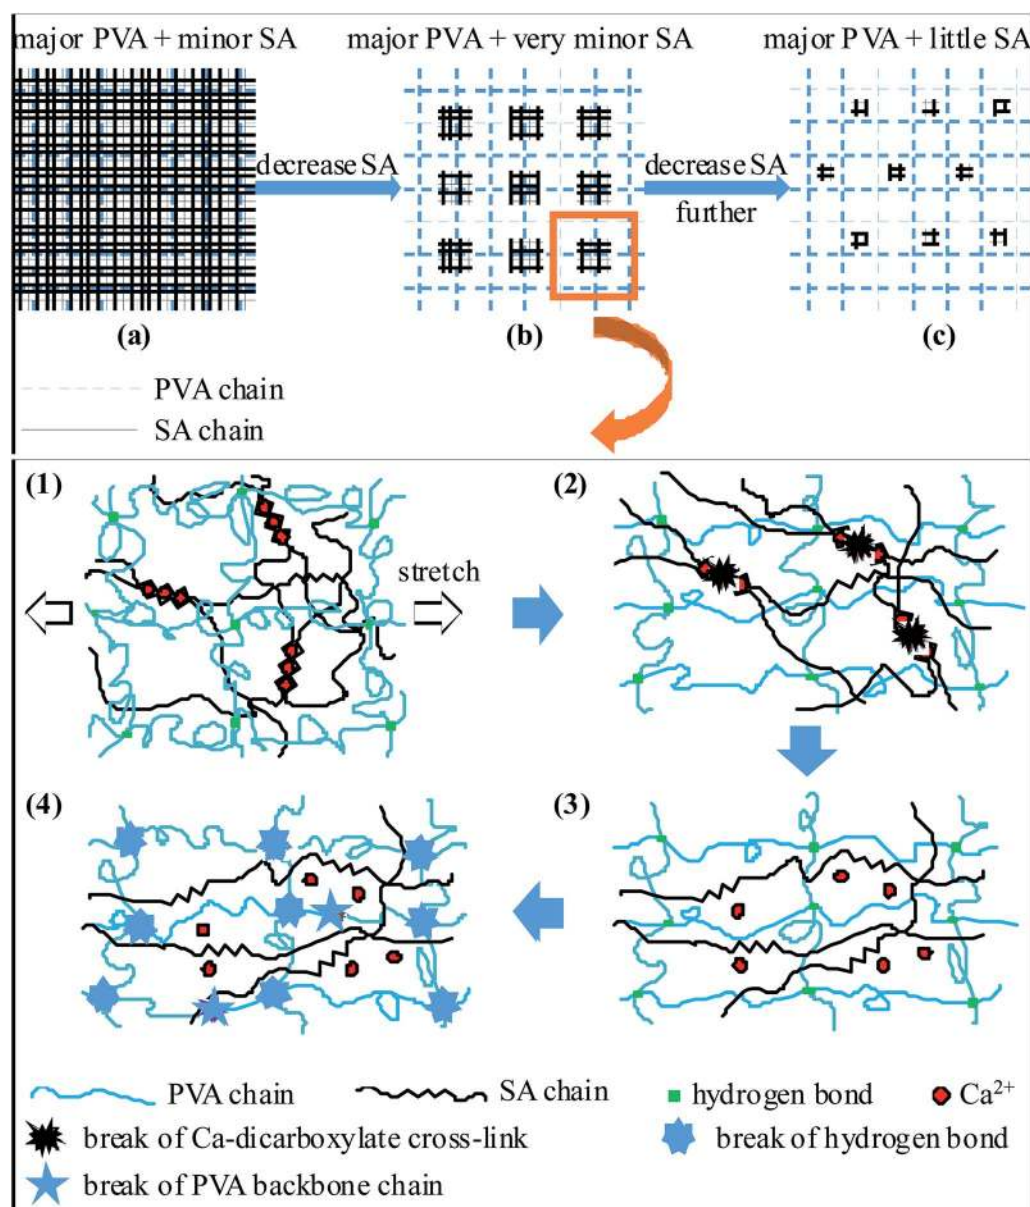 major PVA + minor SA
major PVA + very minor SA
major PVA + little SA
decrease SA
decrease SA
further
(a)
(b)
(c)
PVA chain
SA chain
(1)
stretch
(2)
(4)
(3)
PVA chain
SA chain
hydrogen bond
Ca²⁺
break of Ca-dicarboxylate cross-link
break of hydrogen bond
break of PVA backbone chain